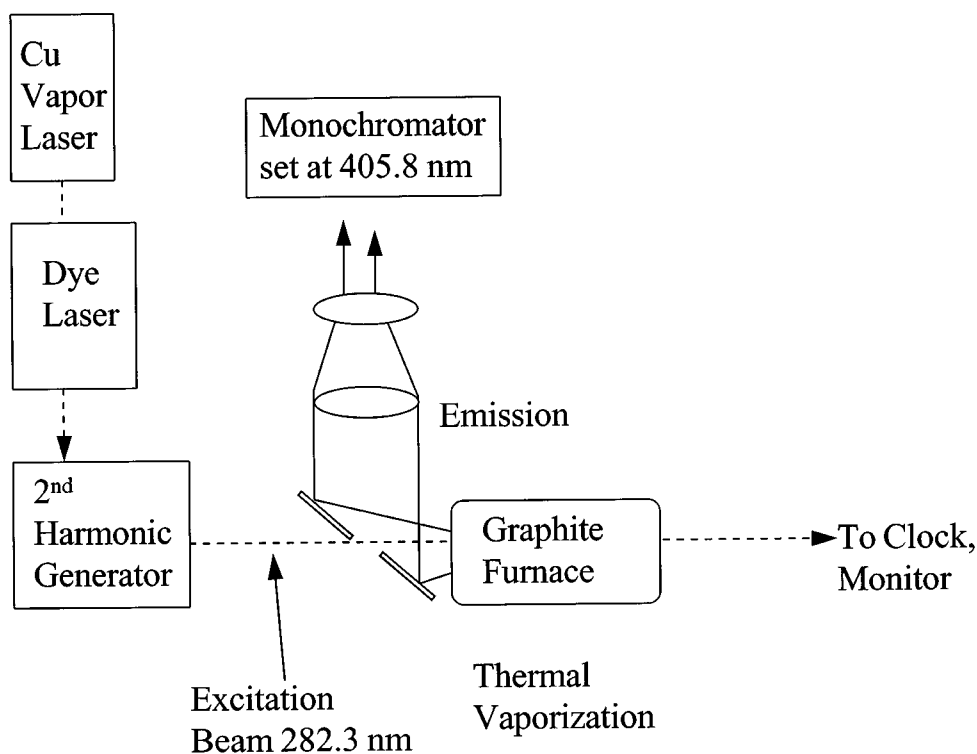 Cu
Vapor
Laser
Monochromator
set at 405.8 nm
Dye
Laser
Emission
2nd
Harmonic
Generator
Graphite
Furnace
To Clock,
Monitor
Thermal
Vaporization
Excitation
Beam 282.3 nm